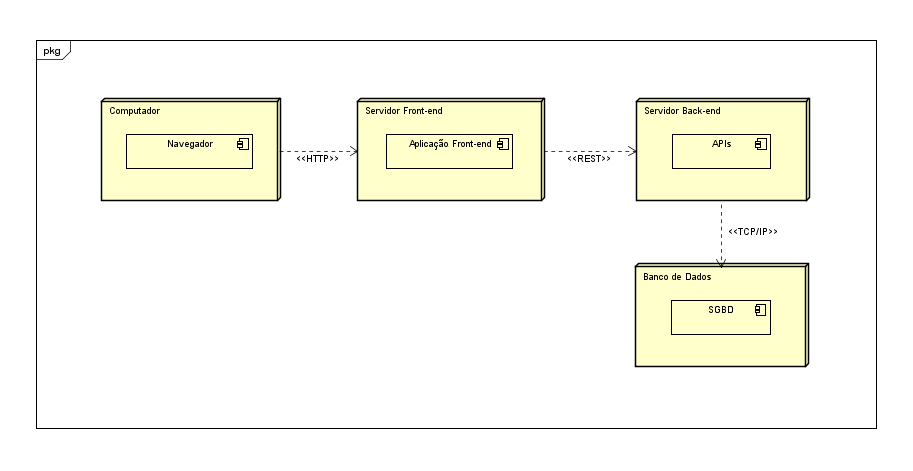 pkg
Computador
Navegador
<<HTTP>>
Servidor Front-end
Aplicação Front-end
<<REST>>
Servidor Back-end
APIs
<<TCP/IP>>
Banco de Dados
SGBD